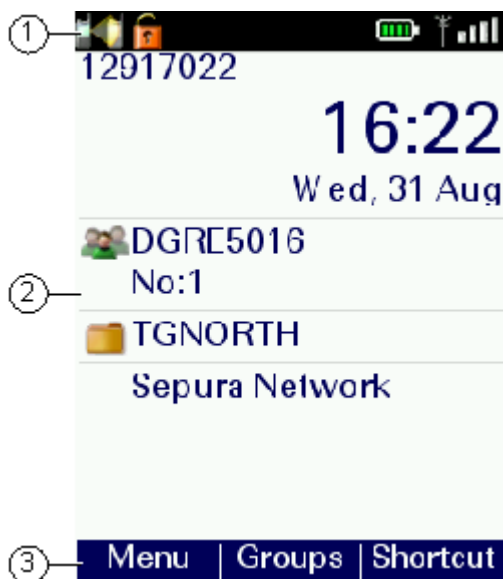 1
12917022
16:22
Wed, 31 Aug
DGRE5016
No:1
2
TGNORTH
Sepura Network
3
Menu Groups Shortcut